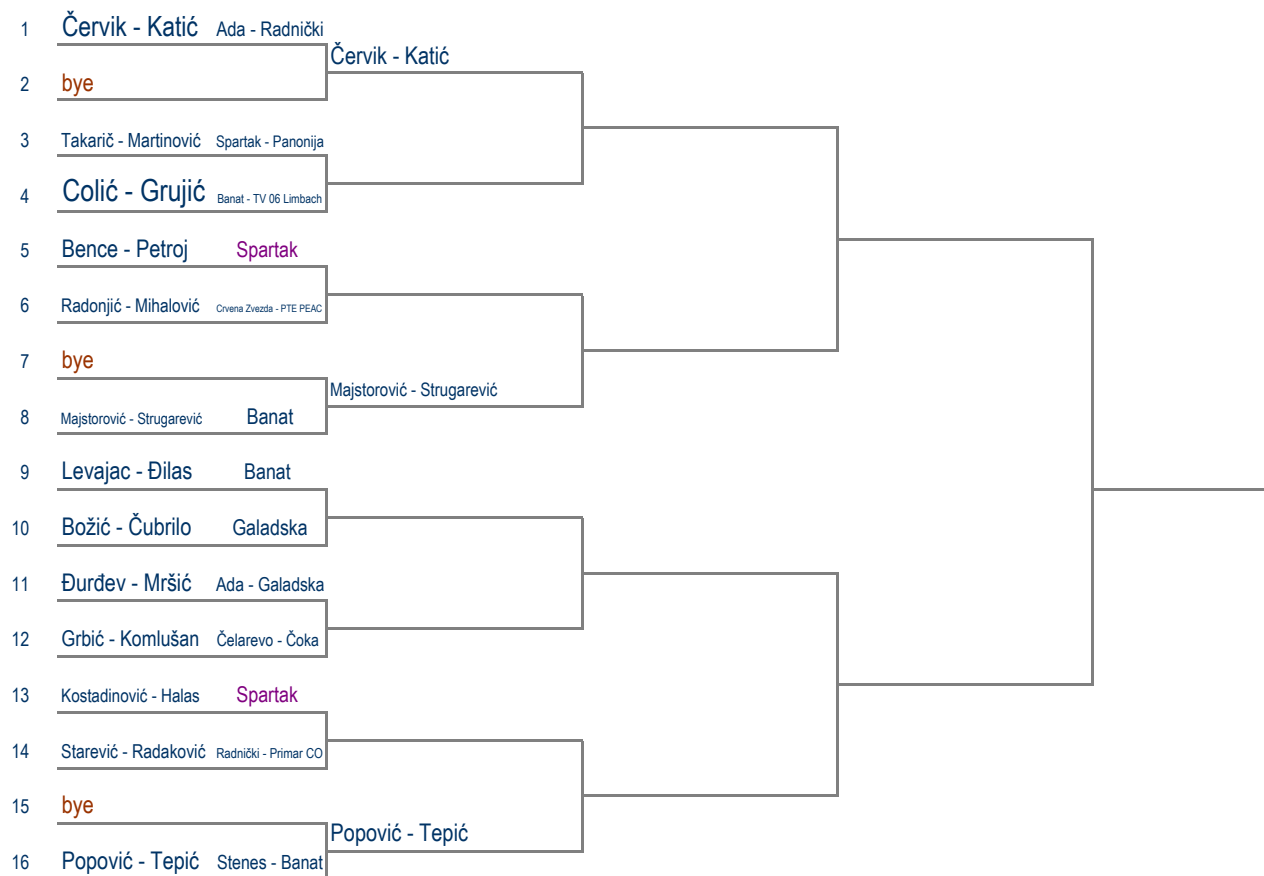 1 Červik - Katić Ada - Radnički
Červik - Katić
2 bye
3 Takarič - Martinović Spartak - Panonija
4 Colić - Grujić Banat - TV 06 Limbach
5 Bence - Petroj Spartak
6 Radonjić - Mihalović Crvena Zvezda - PTE PEAC
7 bye
Majstorović - Strugarević
8 Majstorović - Strugarević Banat
9 Levajac - Đilas Banat
10 Božić - Čubrilo Galadska
11 Đurđev - Mršić Ada - Galadska
12 Grbić - Komlušan Čelarevo - Čoka
13 Kostadinović - Halas Spartak
14 Starević - Radaković Radnički - Primar CO
15 bye
Popović - Tepić
16 Popović - Tepić Stenes - Banat